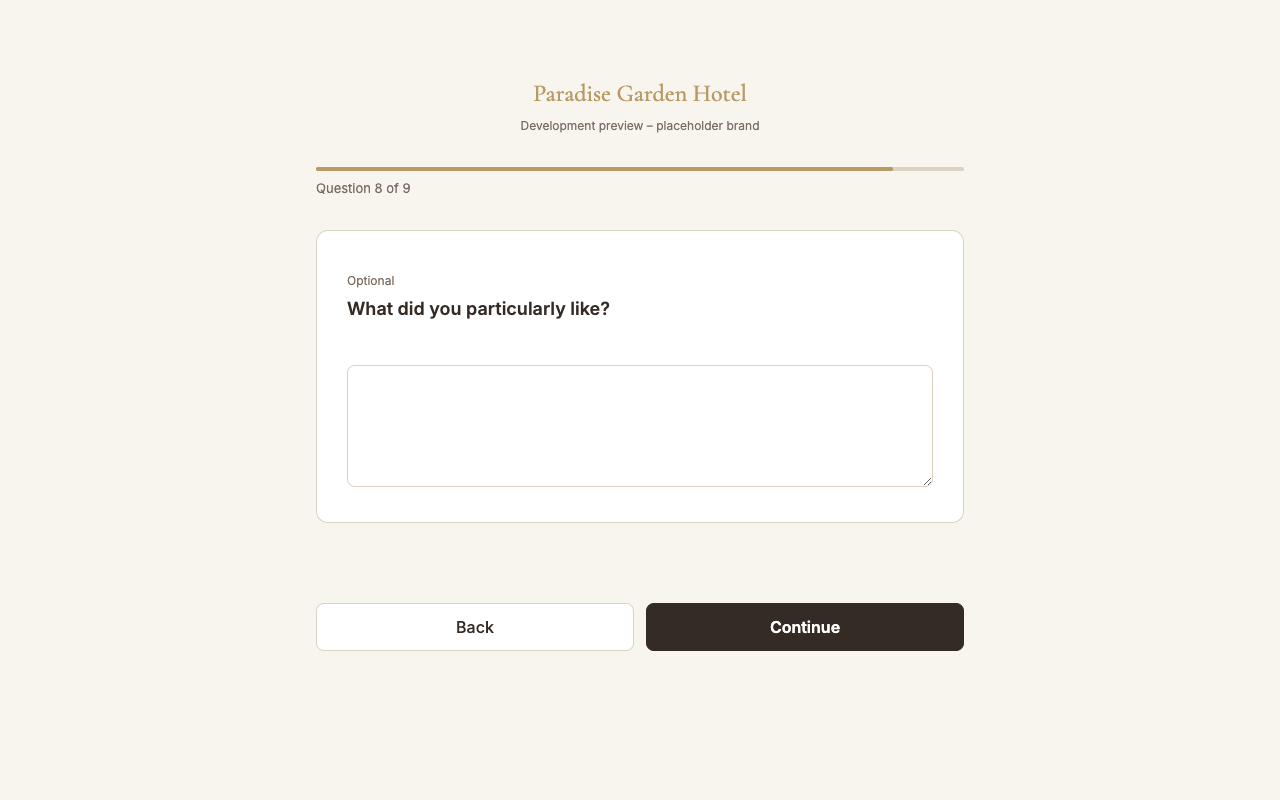 Paradise Garden Hotel
Development preview – placeholder brand
Question 8 of 9
Optional
What did you particularly like?
Back
Continue